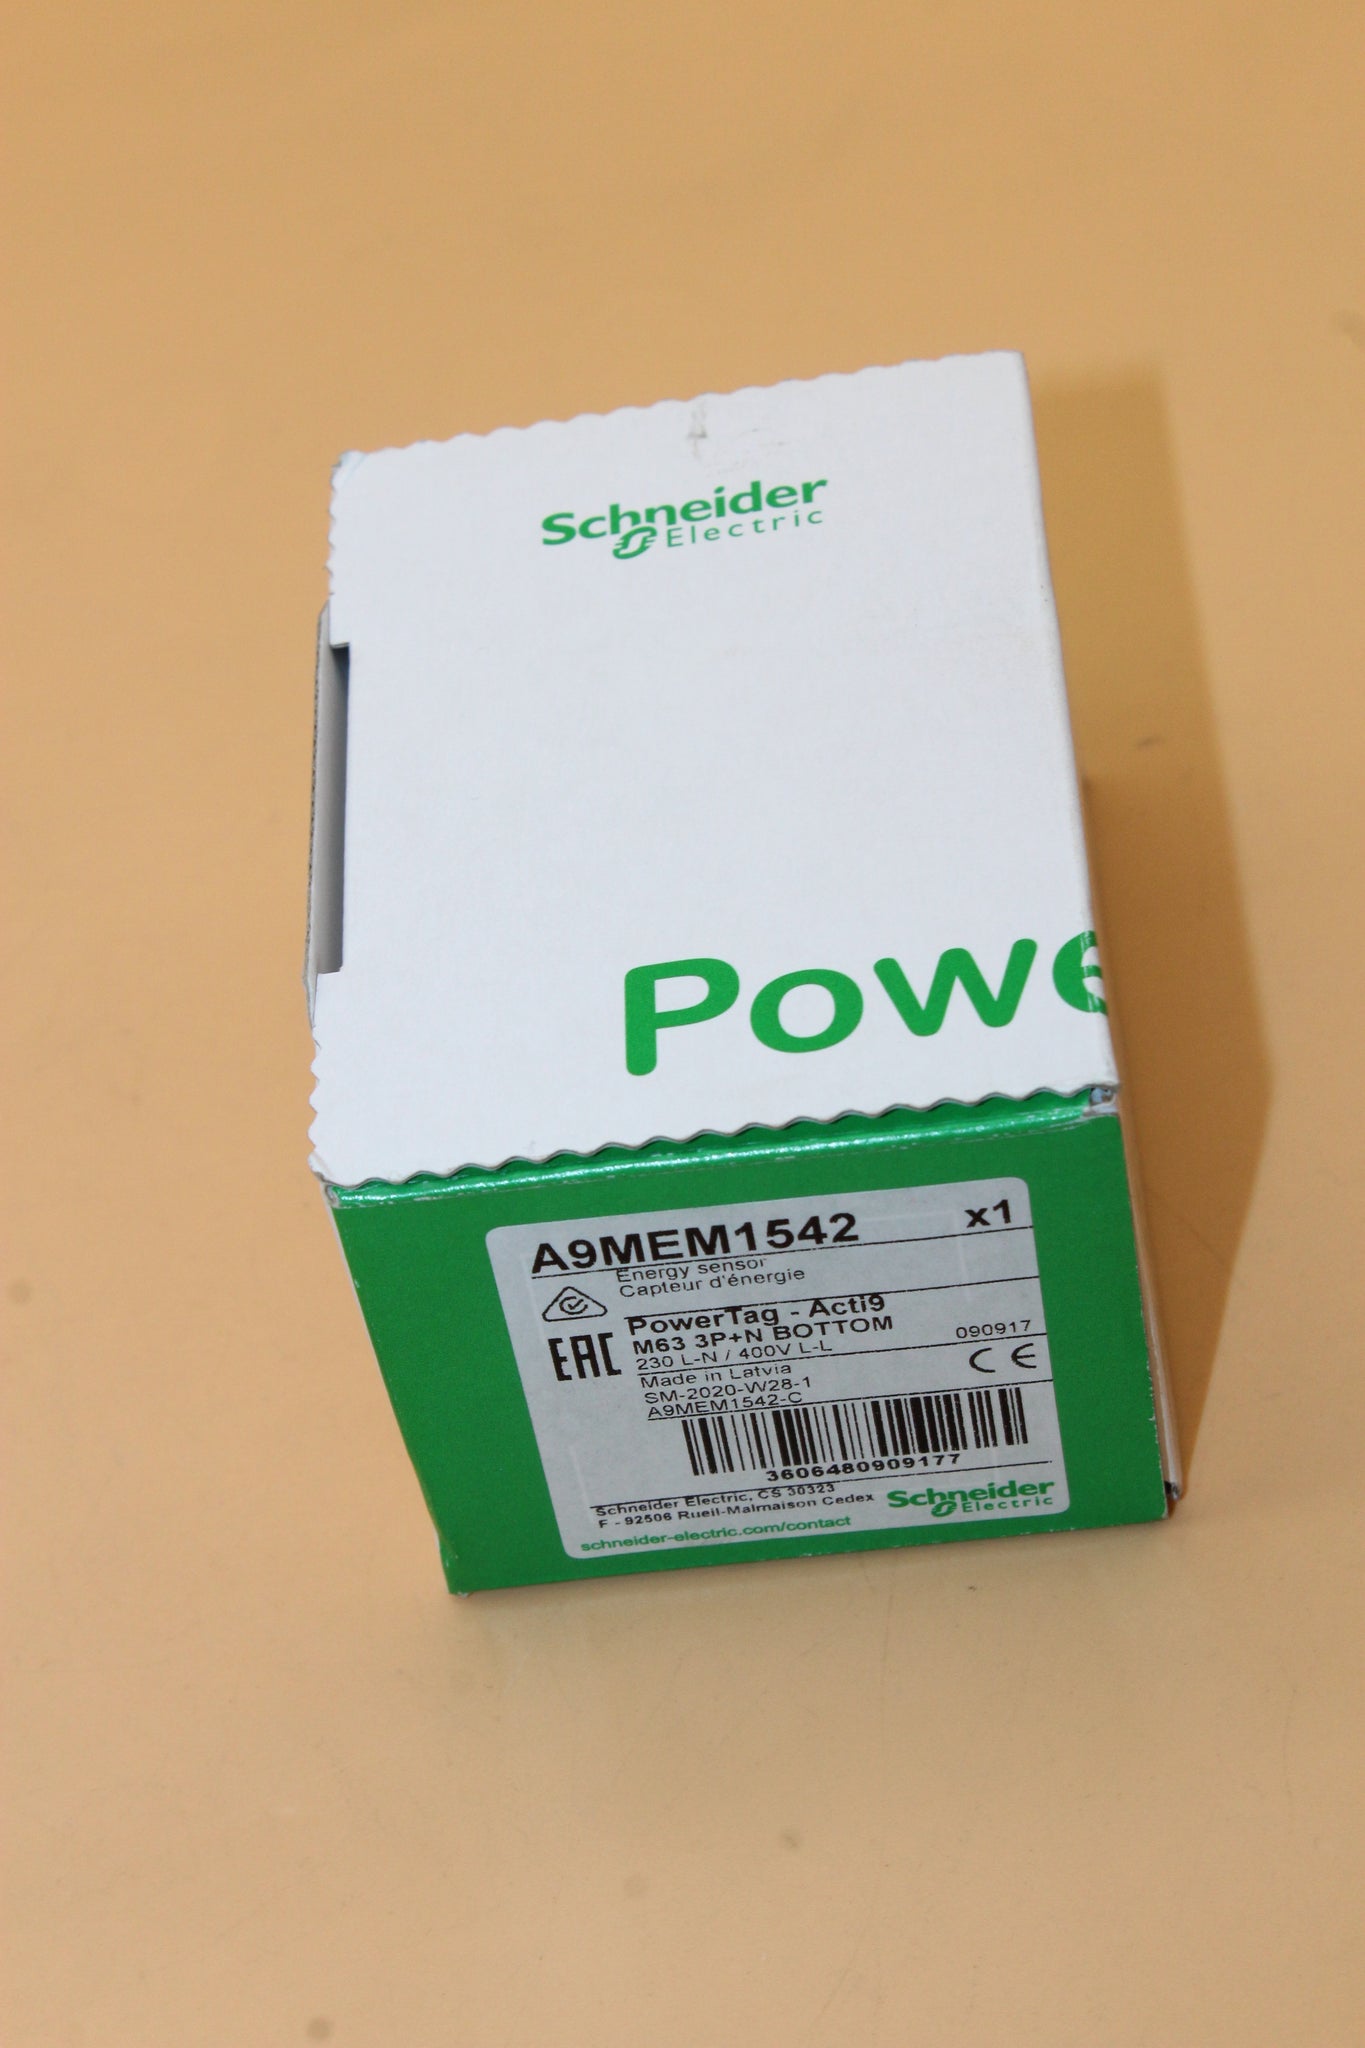 Schneider
Electric
Powe
A9MEM1542 x1
Energy sensor
Capteur d'énergie
PowerTag - Acti9
M63 3P+N BOTTOM
230 L-N / 400V L-L 090917
EAC
Made in Latvia CE
SM-2020-W28-1
A9MEM1542-C
3606480909177
Schneider Electric, CS 30323
F - 92506 Rueil-Malmaison Cedex
schneider-electric.com/contact
Schneider
Electric